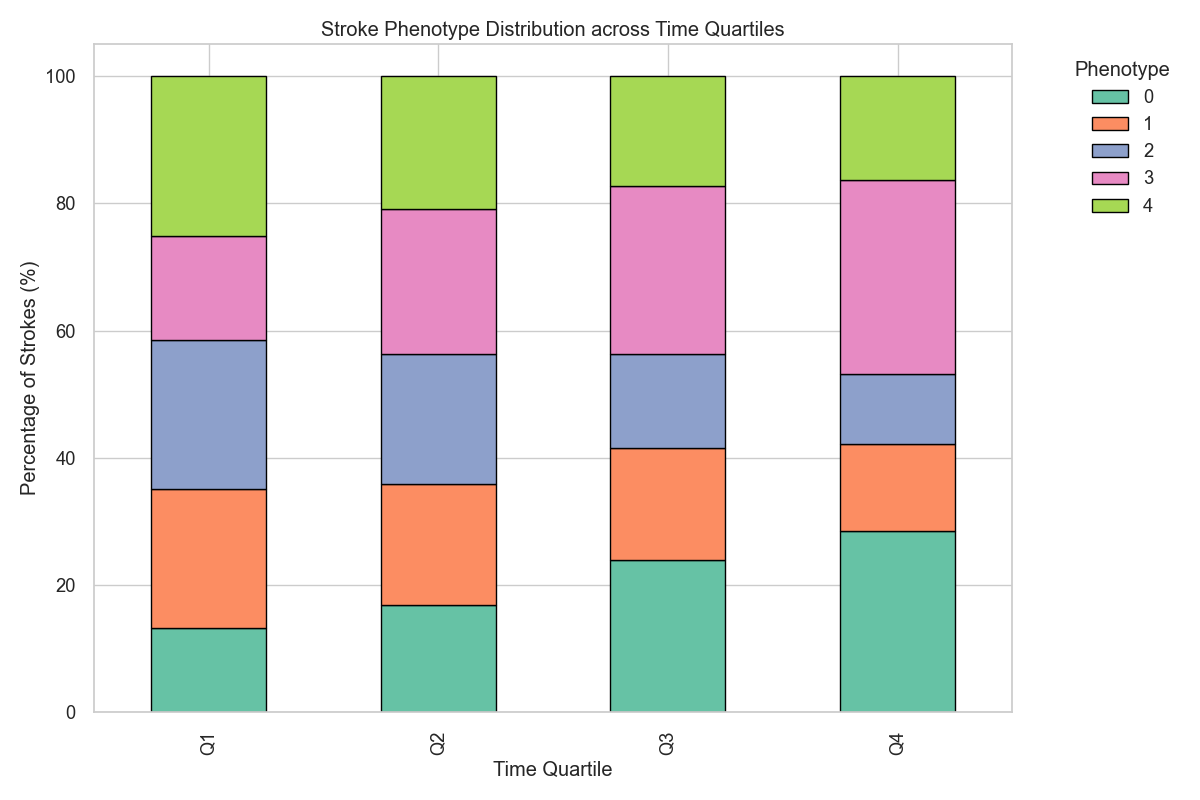 Stroke Phenotype Distribution across Time Quartiles
Percentage of Strokes (%)
100
80
60
40
20
0
Q1
Q2
Q3
Q4
Time Quartile
Phenotype
0
1
2
3
4